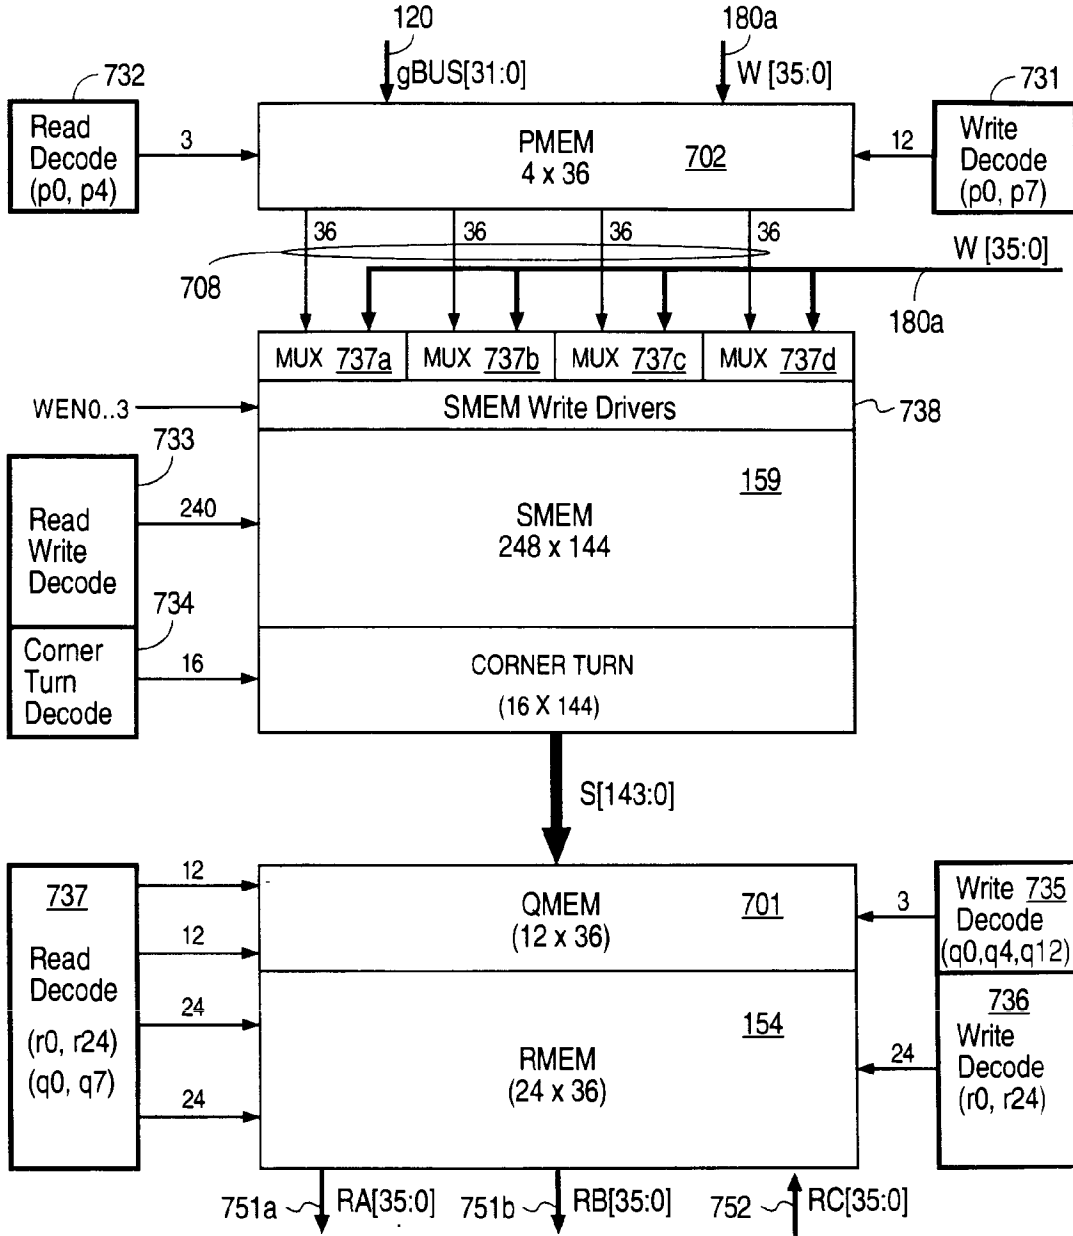 120
180a
gBUS[31:0]
W [35:0]
732
731
Read
Decode
(p0, p4)
3
PMEM
702
4 x 36
12
Write
Decode
(p0, p7)
36
36
36
36
708
W [35:0]
180a
MUX 737a
MUX 737b
MUX 737c
MUX 737d
WEN0..3
SMEM Write Drivers
738
733
159
Read
Write
Decode
240
SMEM
248 x 144
734
Corner
Turn
Decode
16
CORNER TURN
(16 X 144)
S[143:0]
737
Read
Decode
(r0, r24)
(q0, q7)
12
12
24
24
QMEM
701
(12 x 36)
3
Write 735
Decode
(q0,q4,q12)
154
RMEM
(24 x 36)
24
736
Write
Decode
(r0, r24)
751a
RA[35:0]
751b
RB[35:0]
752
RC[35:0]